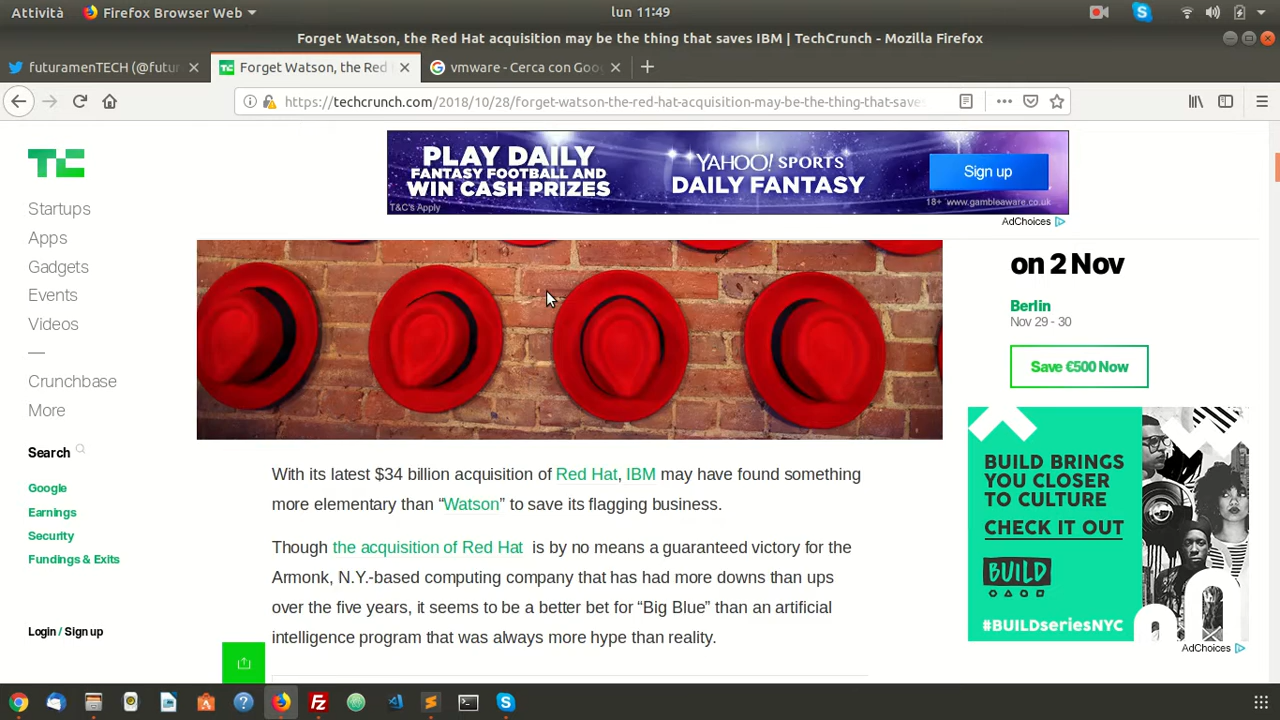 Attività
Firefox Browser Web
lun 11:49
Forget Watson, the Red Hat acquisition may be the thing that saves IBM | TechCrunch - Mozilla Firefox
futuramenTECH (@futur
Forget Watson, the Red
vmware - Cerca con Goo
https://techcrunch.com/2018/10/28/forget-watson-the-red-hat-acquisition-may-be-the-thing-that-save
TC
Startups
Apps
Gadgets
Events
Videos
—
Crunchbase
More
Search
Google
Earnings
Security
Fundings & Exits
Login / Sign up
PLAY DAILY
FANTASY FOOTBALL AND
WIN CASH PRIZES
T&C's Apply
YAHOO! SPORTS
DAILY FANTASY
Sign up
18+ www.gambleaware.co.uk
AdChoices
With its latest $34 billion acquisition of Red Hat, IBM may have found something
more elementary than “Watson” to save its flagging business.
Though the acquisition of Red Hat is by no means a guaranteed victory for the
Armonk, N.Y.-based computing company that has had more downs than ups
over the five years, it seems to be a better bet for “Big Blue” than an artificial
intelligence program that was always more hype than reality.
on 2 Nov
Berlin
Nov 29 - 30
Save €500 Now
BUILD BRINGS
YOU CLOSER
TO CULTURE
CHECK IT OUT
BUILD
#BUILDseriesNYC
AdChoices